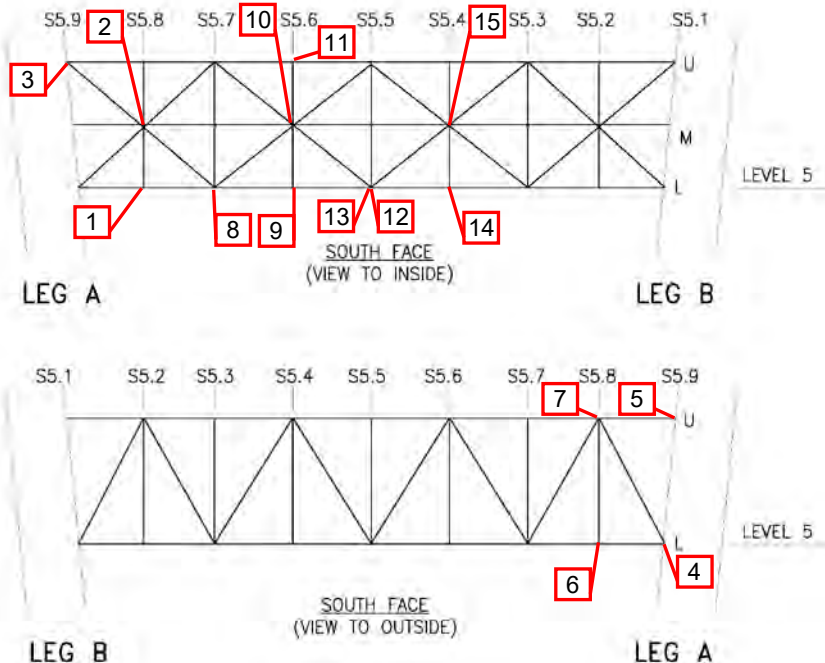 S5.9 S5.8 S5.7 S5.6 S5.5 S5.4 S5.3 S5.2 S5.1
2 10 11 15
3 U
M
L LEVEL 5
1 8 9 13 12 14
SOUTH FACE
(VIEW TO INSIDE)
LEG A LEG B
S5.1 S5.2 S5.3 S5.4 S5.5 S5.6 S5.7 S5.8 S5.9
7 5 U
LEVEL 5
L
6 4
SOUTH FACE
(VIEW TO OUTSIDE)
LEG B LEG A